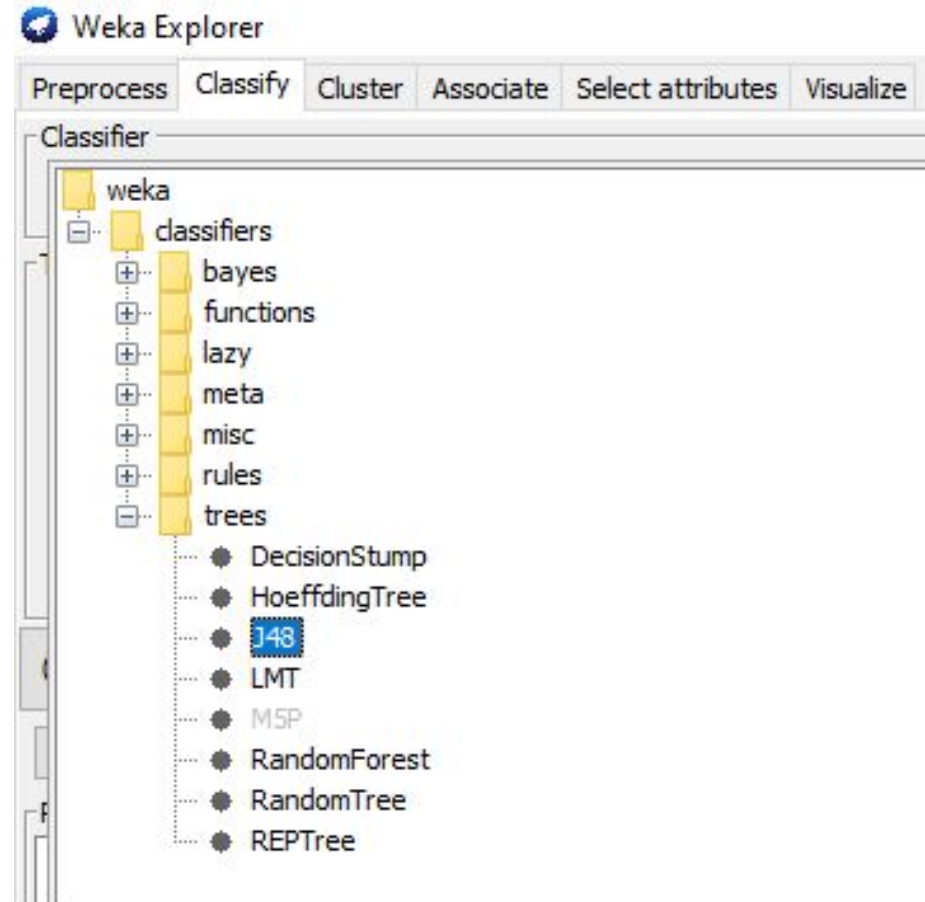 Weka Explorer
Preprocess Classify Cluster Associate Select attributes Visualize
Classifier
weka
classifiers
bayes
functions
lazy
meta
misc
rules
trees
DecisionStump
HoeffdingTree
J48
LMT
M5P
RandomForest
RandomTree
REPTree